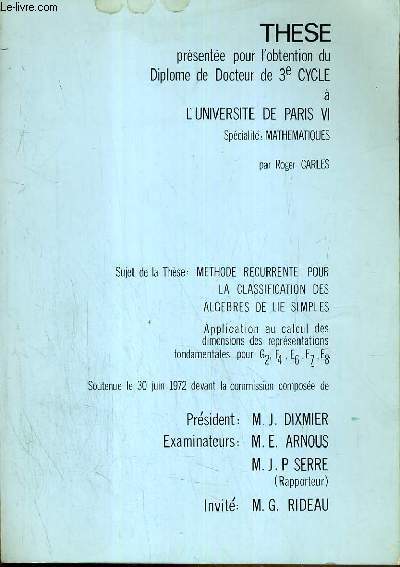 le-livre.com
THESE
présentée pour l'obtention du
Diplome de Docteur de 3e CYCLE
à
L'UNIVERSITE DE PARIS VI
Spécialité: MATHEMATIQUES
par Roger CARLES
Sujet de la Thèse: METHODE RECURRENTE POUR
LA CLASSIFICATION DES
ALGEBRES DE LIE SIMPLES
Application au calcul des
dimensions des représentations
fondamentales pour G2, F4, E6, E7, E8
Soutenue le 30 juin 1972 devant la commission composée de
Président: M. J. DIXMIER
Examinateurs: M. E. ARNOUS
M. J. P SERRE
(Rapporteur)
Invité: M. G. RIDEAU